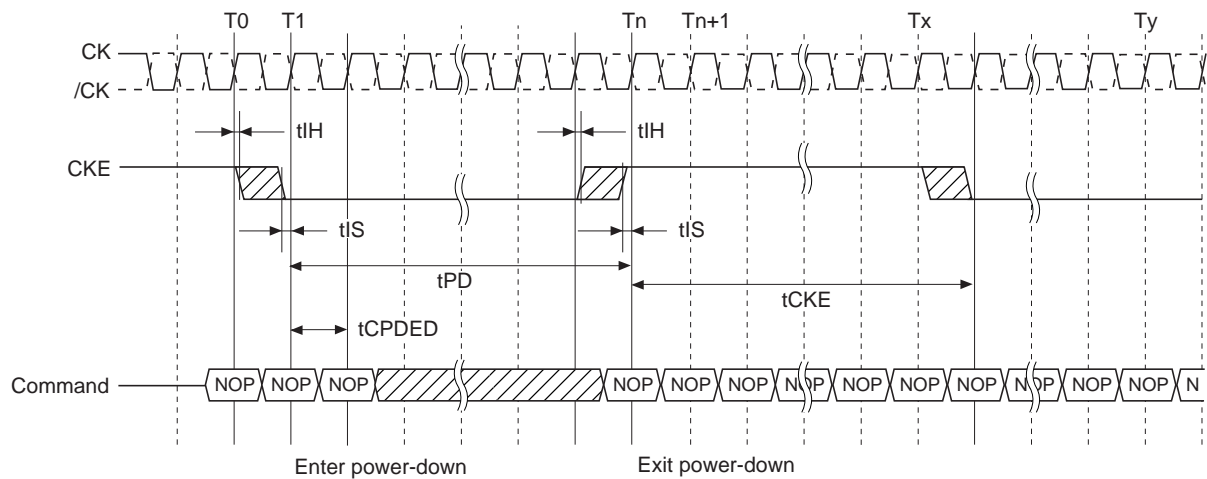 T0 T1 Tn Tn+1 Tx Ty
CK
/CK
tIH tIH
CKE
tIS tIS
tPD
tCKE
tCPDED
Command NOP NOP NOP NOP NOP NOP NOP NOP NOP NOP NOP NOP NOP N
Enter power-down Exit power-down